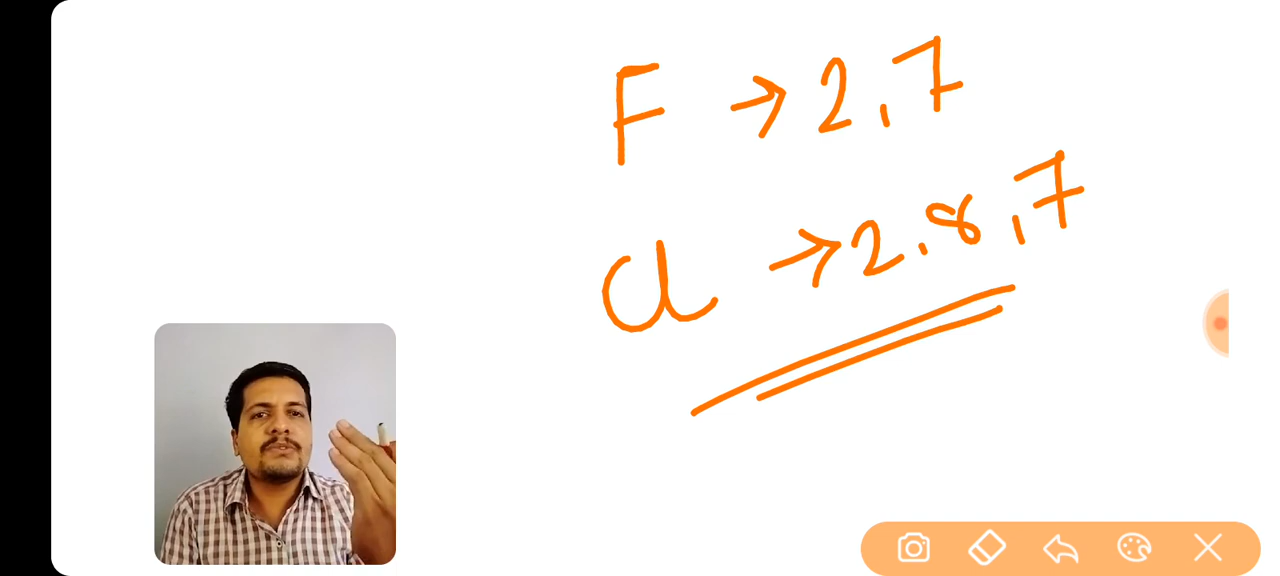 F → 2,7
Cl → 2.8,7